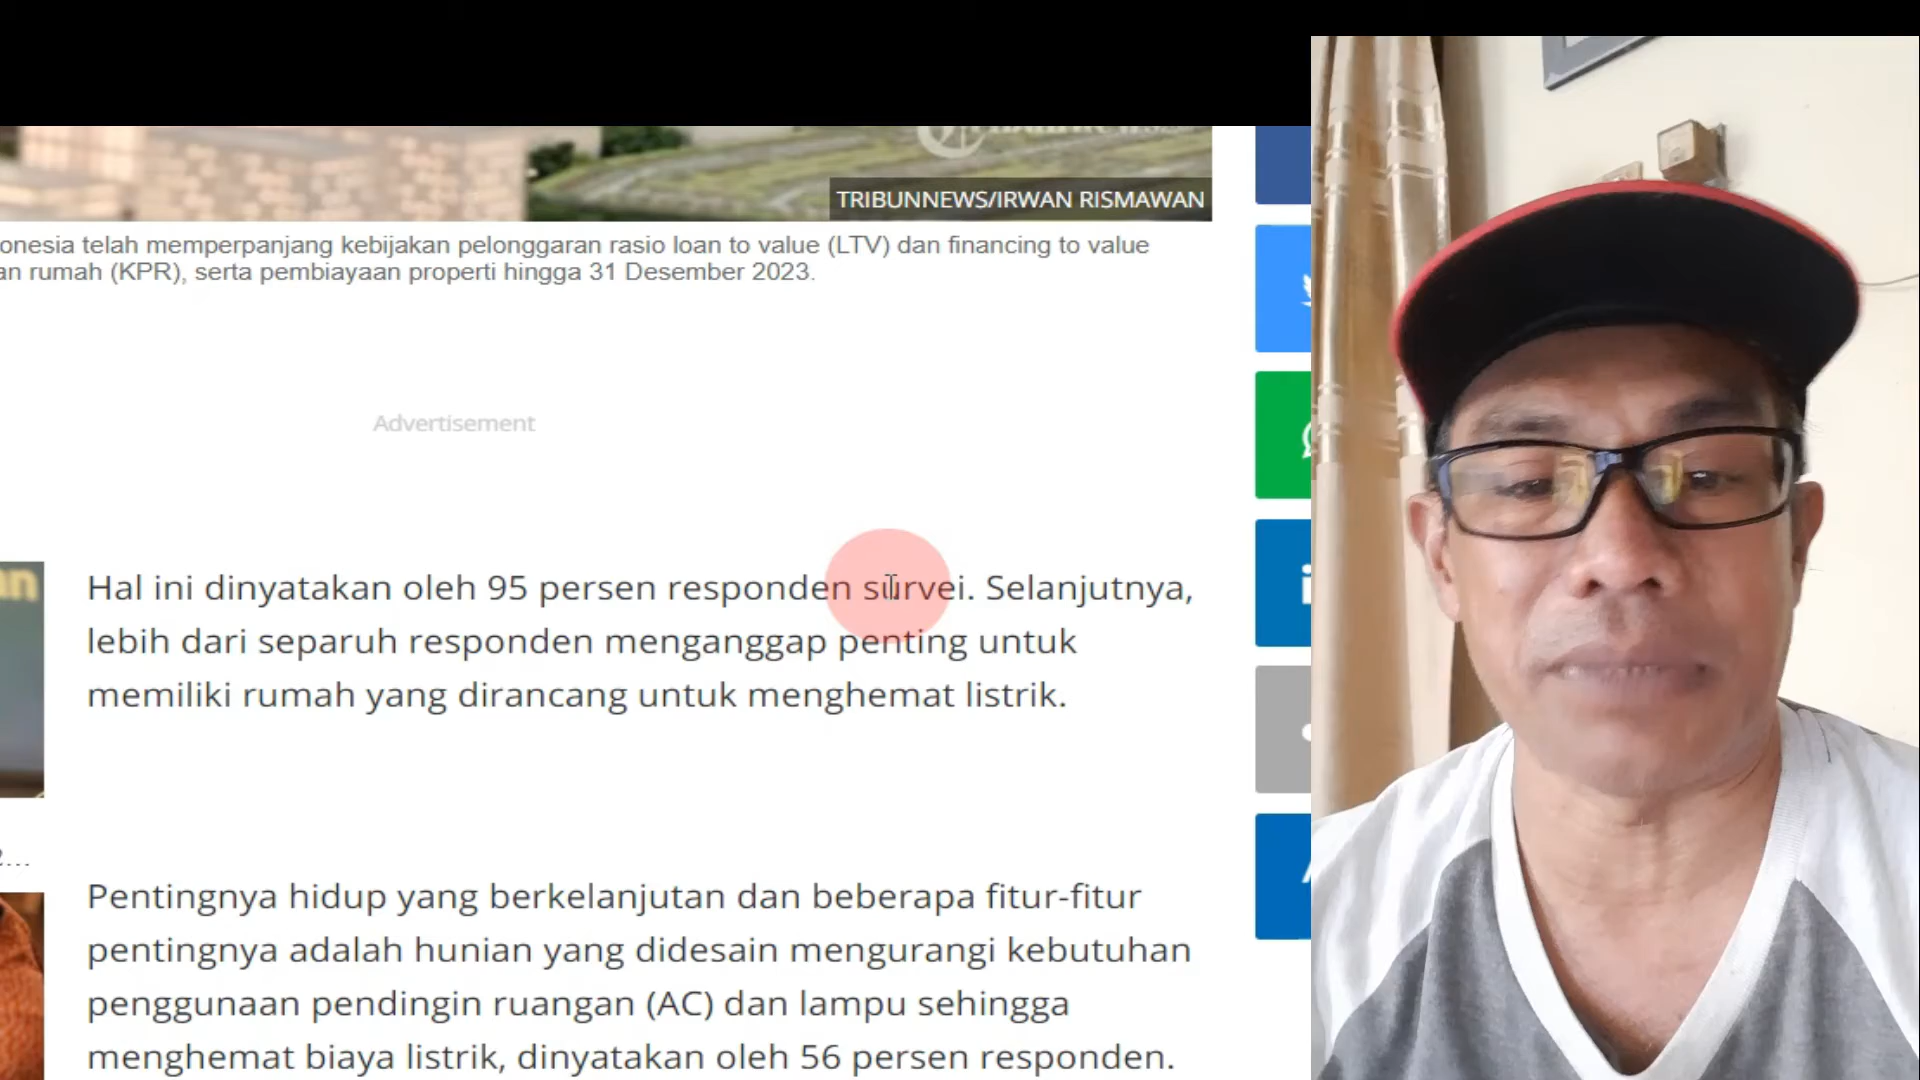 TRIBUNNEWS/IRWAN RISMAWAN
onesia telah memperpanjang kebijakan pelonggaran rasio loan to value (LTV) dan financing to value
an rumah (KPR), serta pembiayaan properti hingga 31 Desember 2023.
Advertisement
an
Hal ini dinyatakan oleh 95 persen responden survei. Selanjutnya,
lebih dari separuh responden menganggap penting untuk
memiliki rumah yang dirancang untuk menghemat listrik.
Pentingnya hidup yang berkelanjutan dan beberapa fitur-fitur
pentingnya adalah hunian yang didesain mengurangi kebutuhan
penggunaan pendingin ruangan (AC) dan lampu sehingga
menghemat biaya listrik, dinyatakan oleh 56 persen responden.